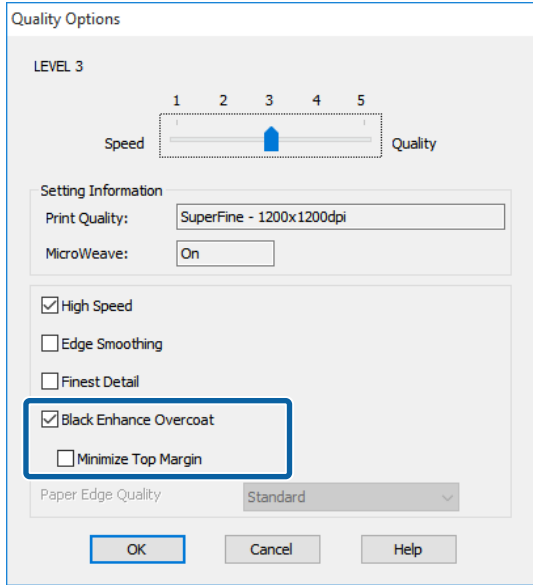 Quality Options
LEVEL 3
1 2 3 4 5
Speed Quality
Setting Information
Print Quality: SuperFine - 1200x1200dpi
MicroWeave: On
High Speed
Edge Smoothing
Finest Detail
Black Enhance Overcoat
Minimize Top Margin
Paper Edge Quality Standard
OK Cancel Help